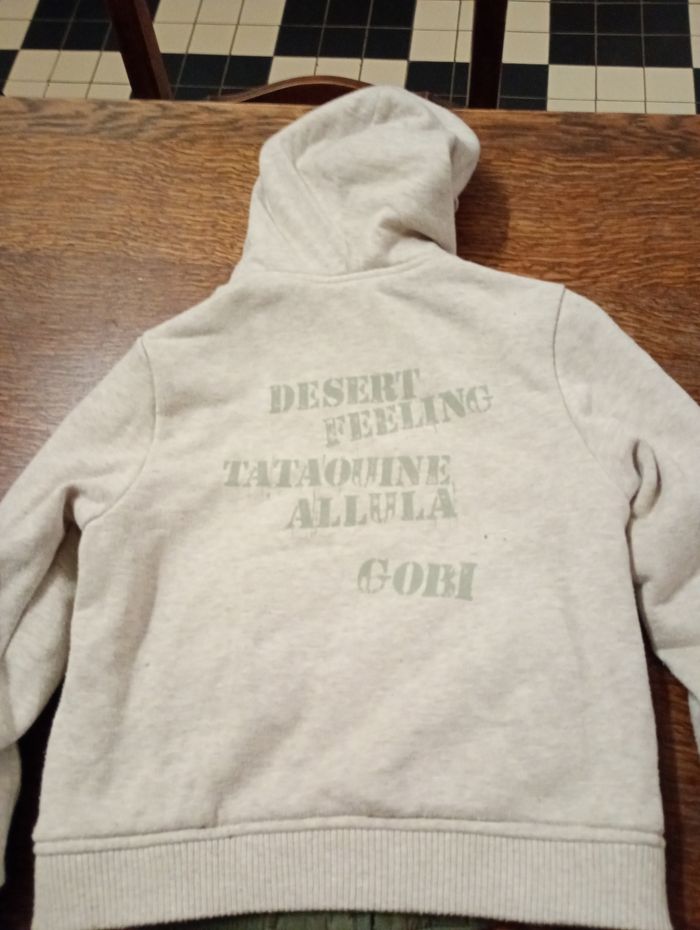 DESERT
FEELING
TATAOUINE
ALLULA
GOBI